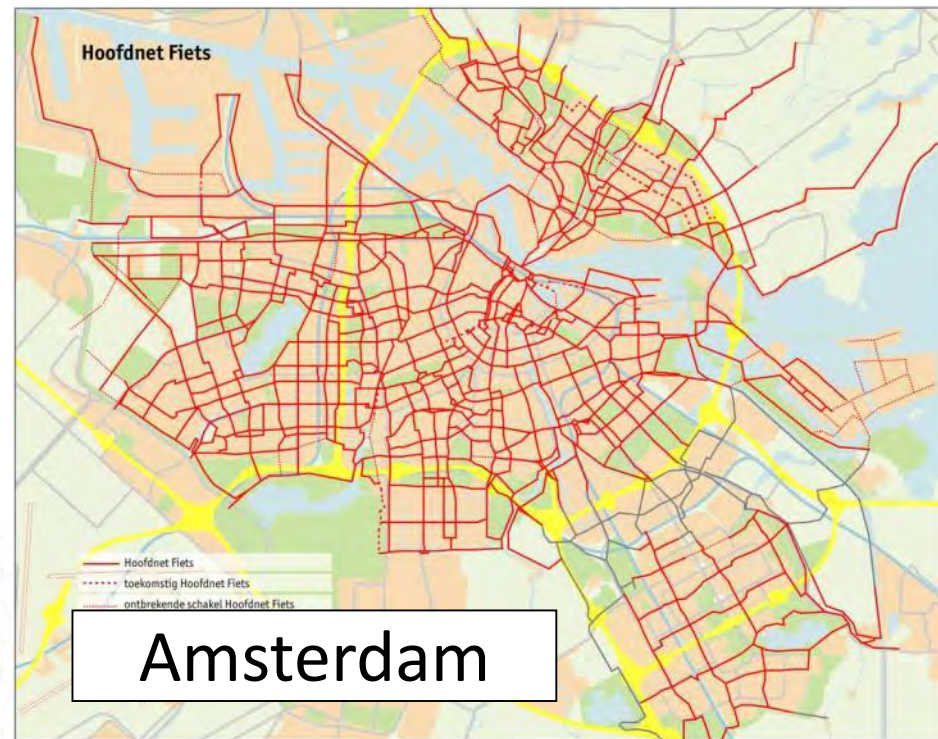 Hoofdnet Fiets
Hoofdnet Fiets
toekomstig Hoofdnet Fiets
ontbrekende schakel Hoofdnet Fiets
Amsterdam